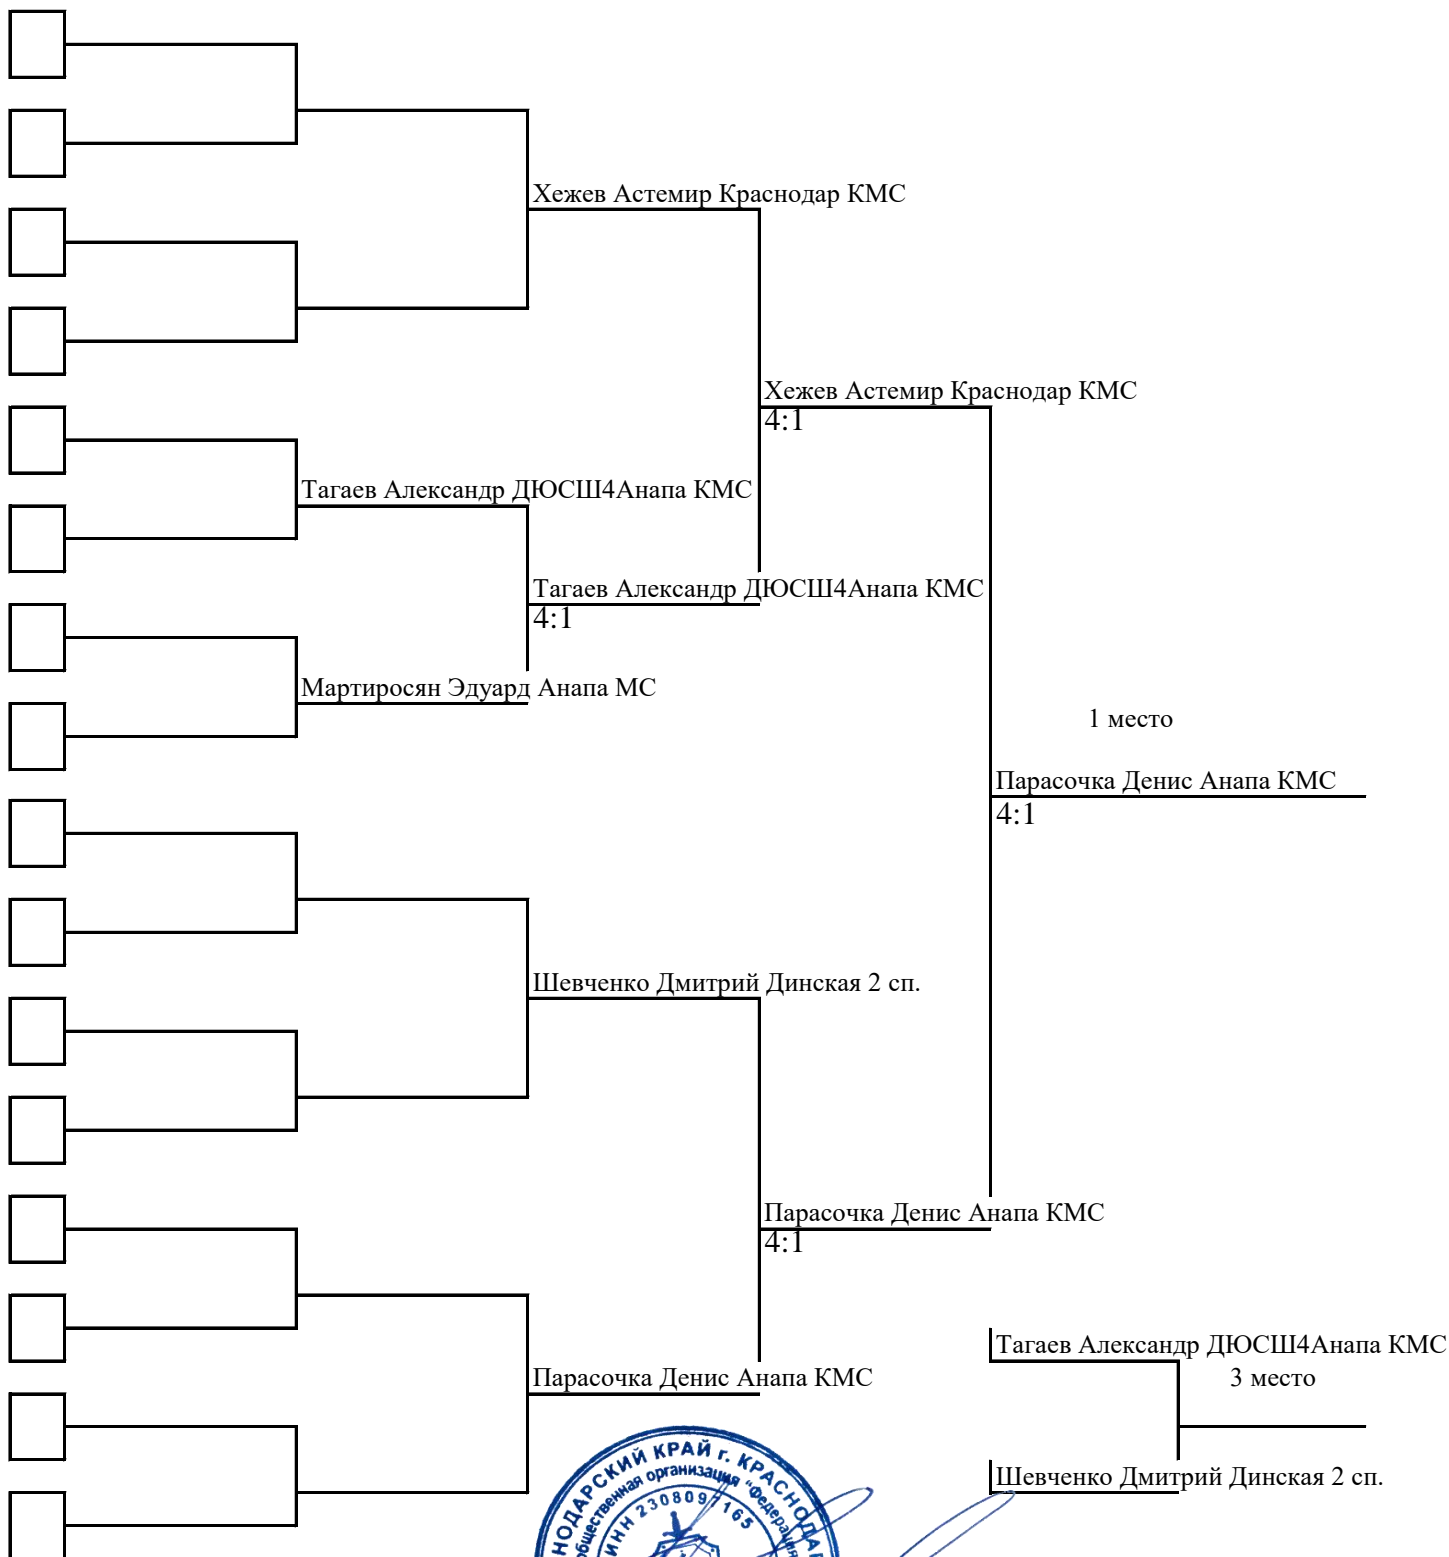 Хежев Астемир Краснодар КМС
Хежев Астемир Краснодар КМС
4:1
Тагаев Александр ДЮСШ4Анапа КМС
Тагаев Александр ДЮСШ4Анапа КМС
4:1
Мартиросян Эдуард Анапа МС
1 место
Парасочка Денис Анапа КМС
4:1
Шевченко Дмитрий Динская 2 сп.
Парасочка Денис Анапа КМС
4:1
Тагаев Александр ДЮСШ4Анапа КМС
3 место
Парасочка Денис Анапа КМС
Шевченко Дмитрий Динская 2 сп.
КРАЙ г.
общественная организация "Федерация
ИНН 2308097165